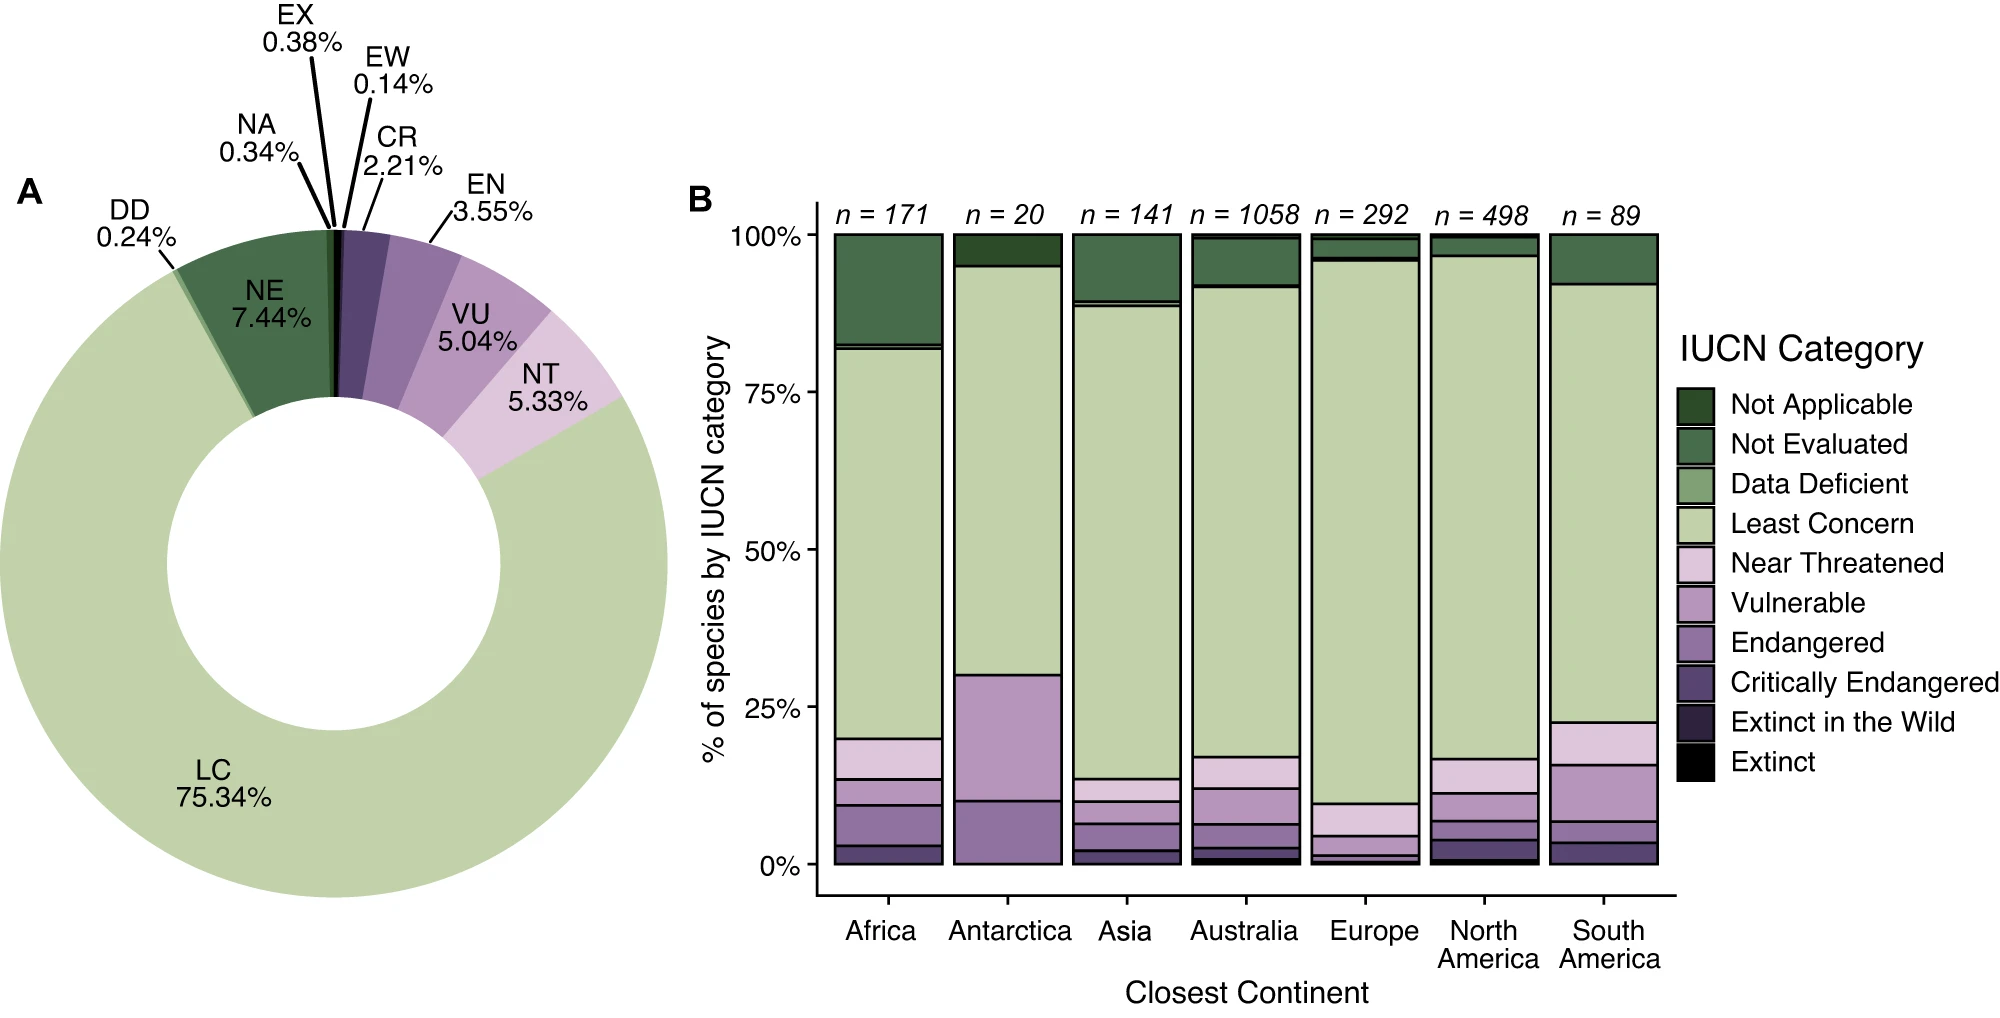 A
EX
0.38%
EW
0.14%
NA
0.34%
CR
2.21%
EN
3.55%
DD
0.24%
NE
7.44%
VU
5.04%
NT
5.33%
LC
75.34%
B
n = 171
n = 20
n = 141
n = 1058
n = 292
n = 498
n = 89
% of species by IUCN category
100%
75%
50%
25%
0%
Africa
Antarctica
Asia
Australia
Europe
North
America
South
America
Closest Continent
IUCN Category
Not Applicable
Not Evaluated
Data Deficient
Least Concern
Near Threatened
Vulnerable
Endangered
Critically Endangered
Extinct in the Wild
Extinct